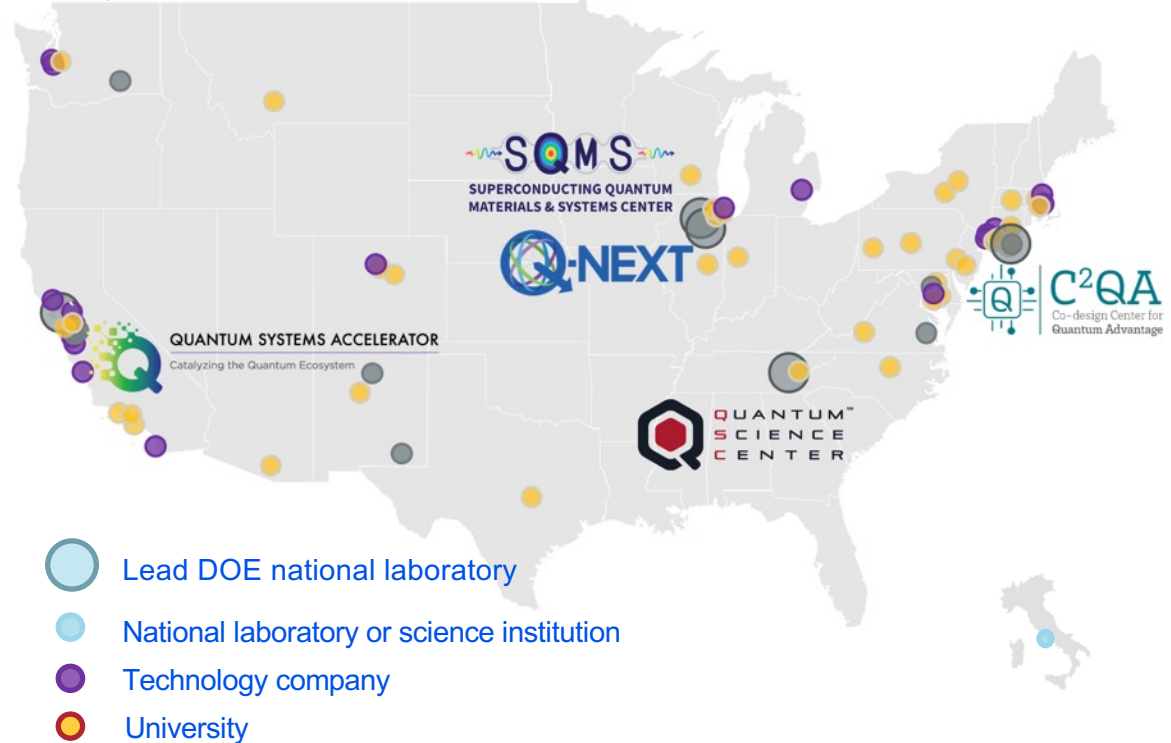 SQMS
SUPERCONDUCTING QUANTUM
MATERIALS & SYSTEMS CENTER
Q-NEXT
C²QA
Co-design Center for
Quantum Advantage
Q
QUANTUM SYSTEMS ACCELERATOR
Catalyzing the Quantum Ecosystem
QUANTUM™
SCIENCE
CENTER
Lead DOE national laboratory
National laboratory or science institution
Technology company
University